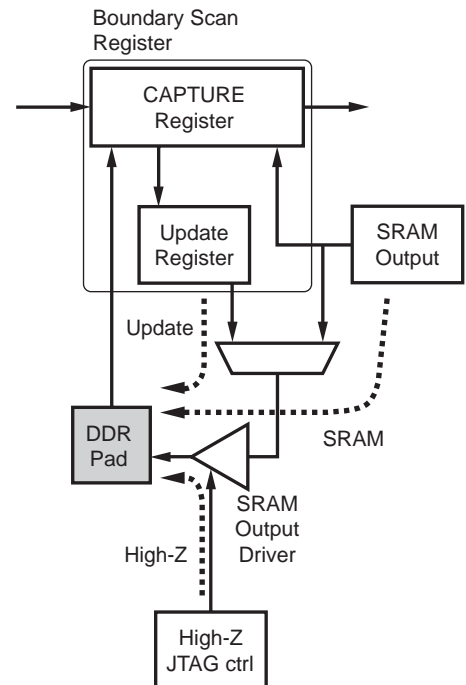 Boundary Scan
Register
CAPTURE
Register
Update
Register
SRAM
Output
Update
SRAM
DDR
Pad
SRAM
Output
Driver
High-Z
High-Z
JTAG ctrl